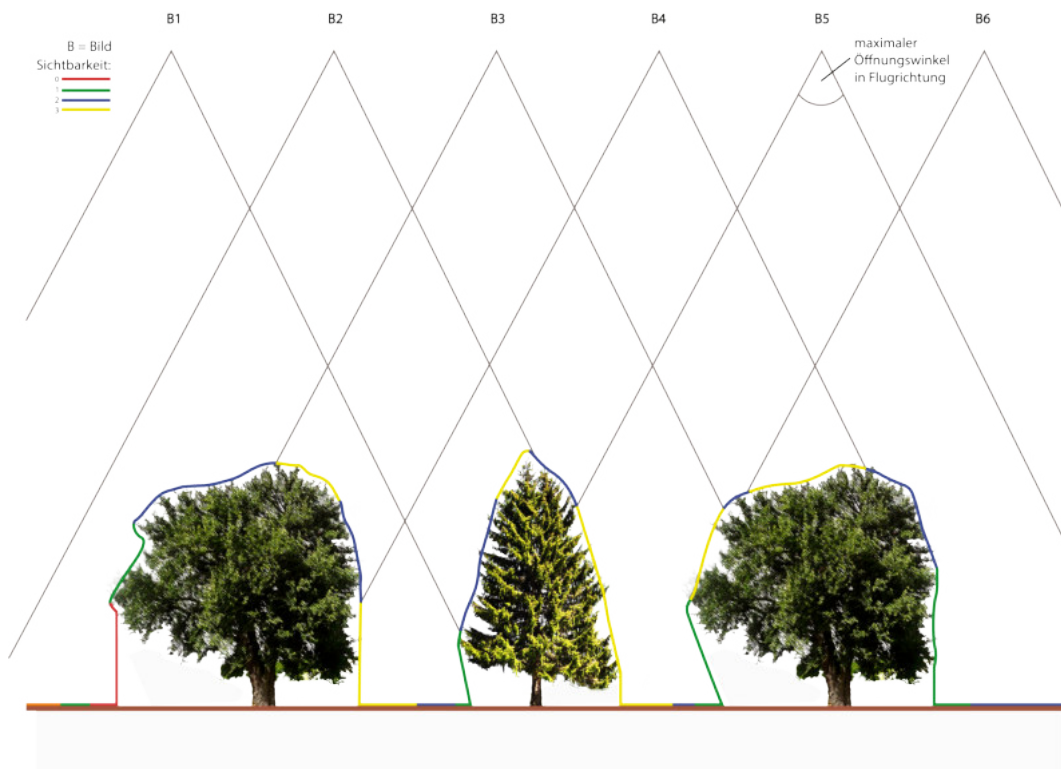 B1 B2 B3 B4 B5 B6
B = Bild
Sichtbarkeit:
0
1
2
3
maximaler
Öffnungswinkel
in Flugrichtung